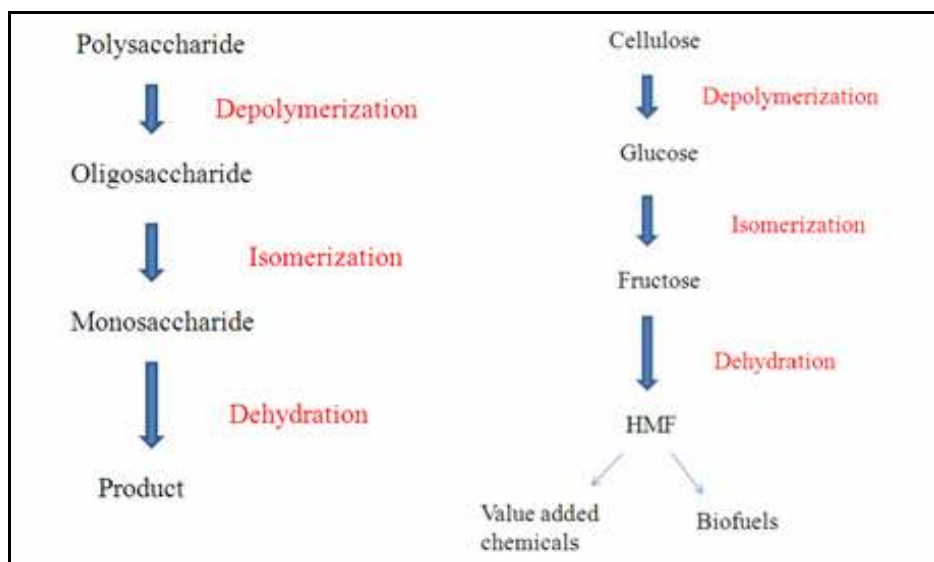 Polysaccharide
Depolymerization
Oligosaccharide
Isomerization
Monosaccharide
Dehydration
Product
Cellulose
Depolymerization
Glucose
Isomerization
Fructose
Dehydration
HMF
Value added
chemicals
Biofuels